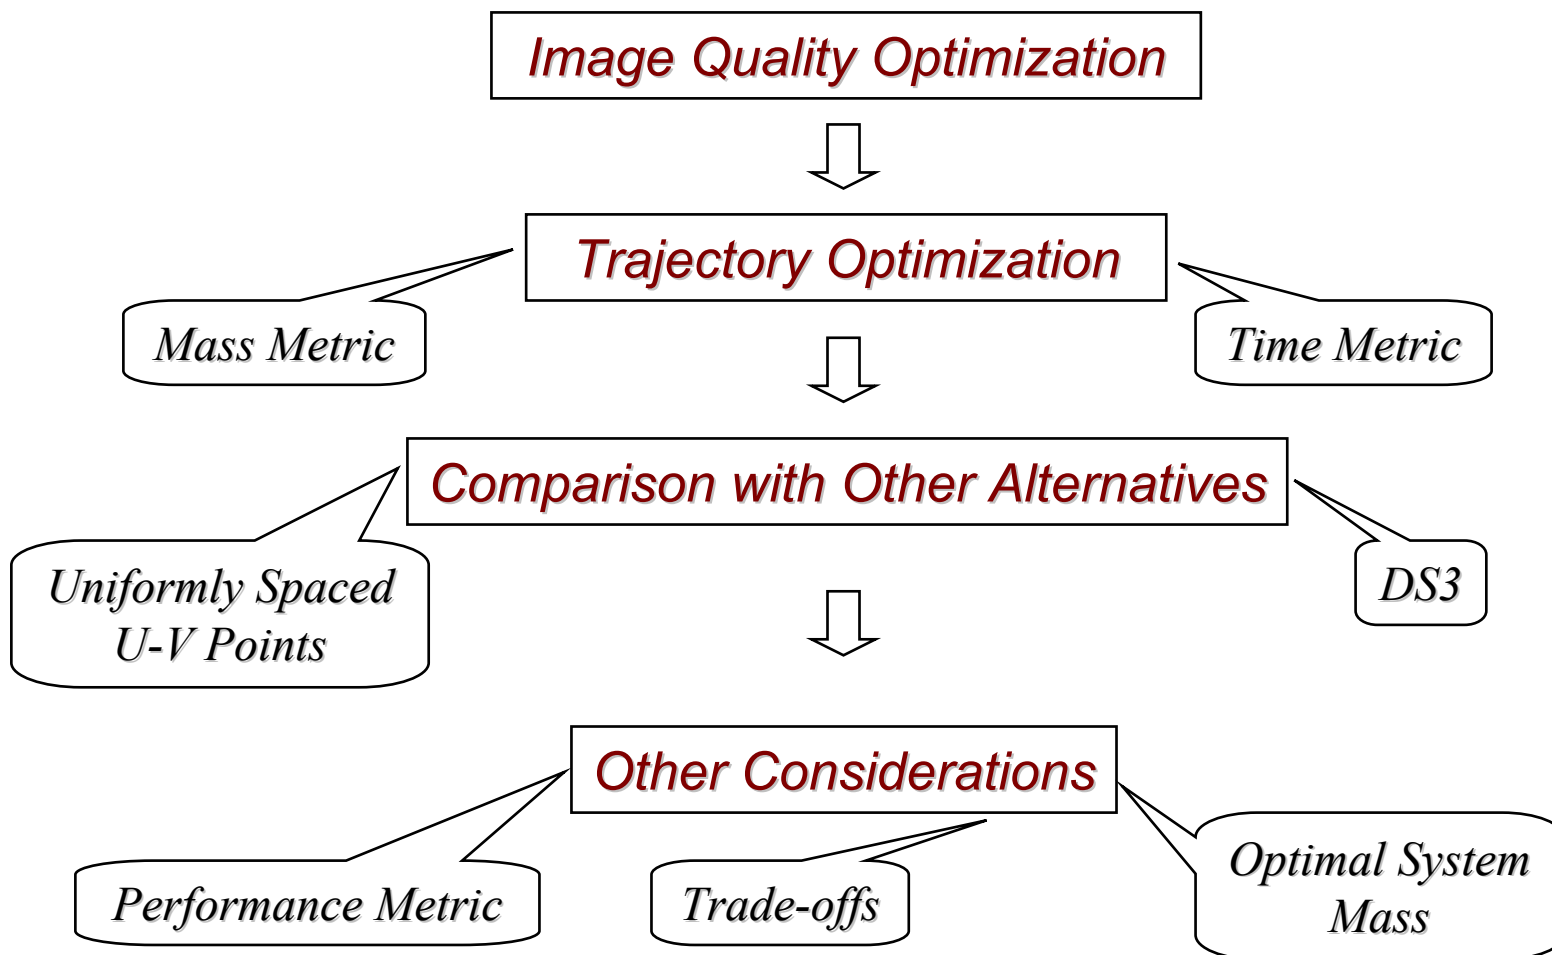 Image Quality Optimization
Trajectory Optimization
Mass Metric
Time Metric
Comparison with Other Alternatives
Uniformly Spaced
U-V Points
DS3
Other Considerations
Performance Metric
Trade-offs
Optimal System
Mass